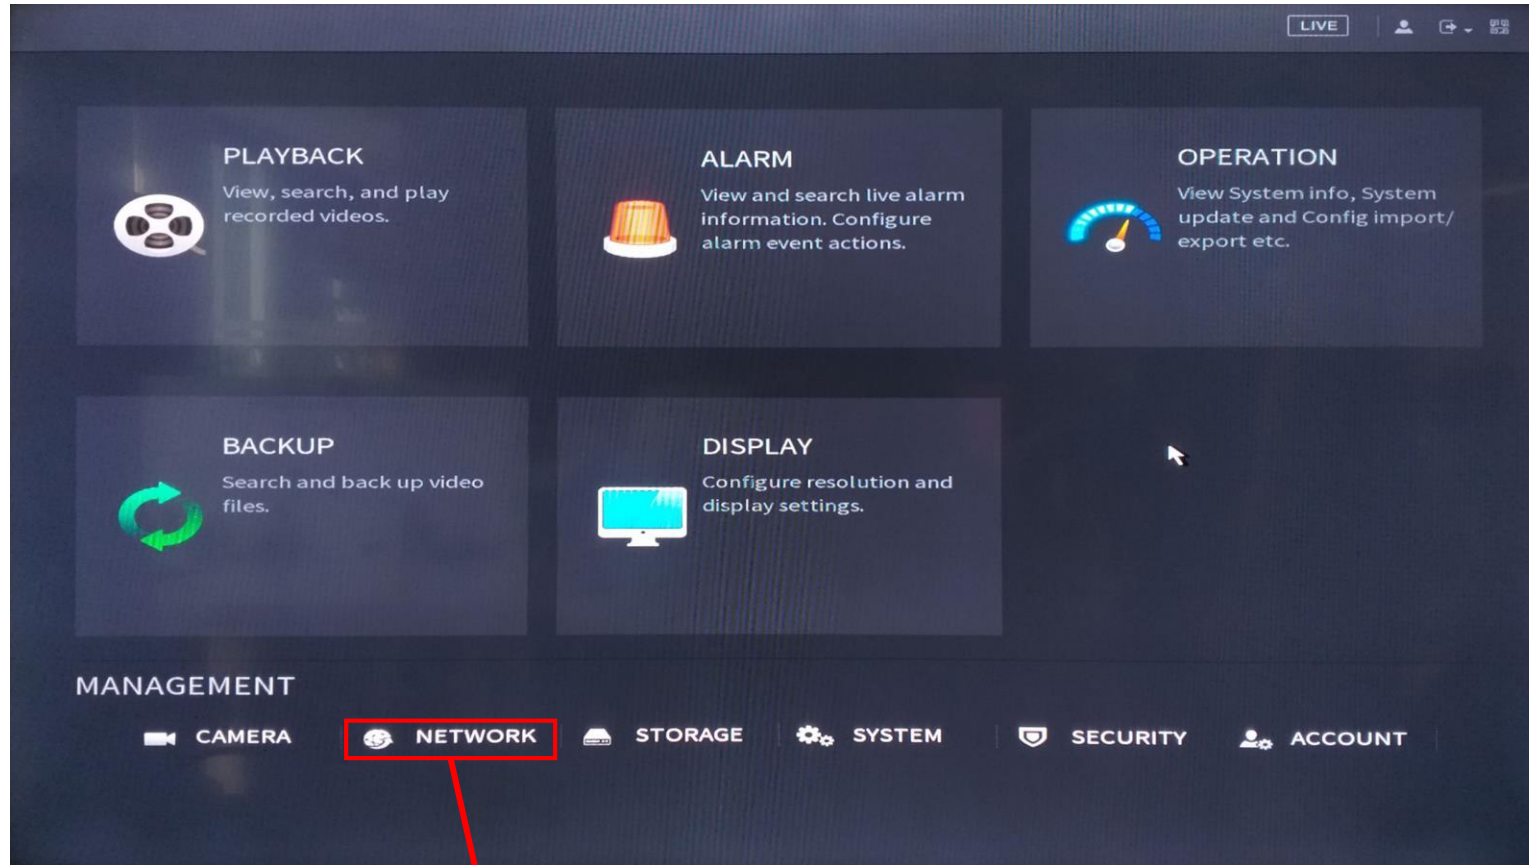 LIVE
PLAYBACK
View, search, and play
recorded videos.
ALARM
View and search live alarm
information. Configure
alarm event actions.
OPERATION
View System info, System
update and Config import/
export etc.
BACKUP
Search and back up video
files.
DISPLAY
Configure resolution and
display settings.
MANAGEMENT
CAMERA
NETWORK
STORAGE
SYSTEM
SECURITY
ACCOUNT